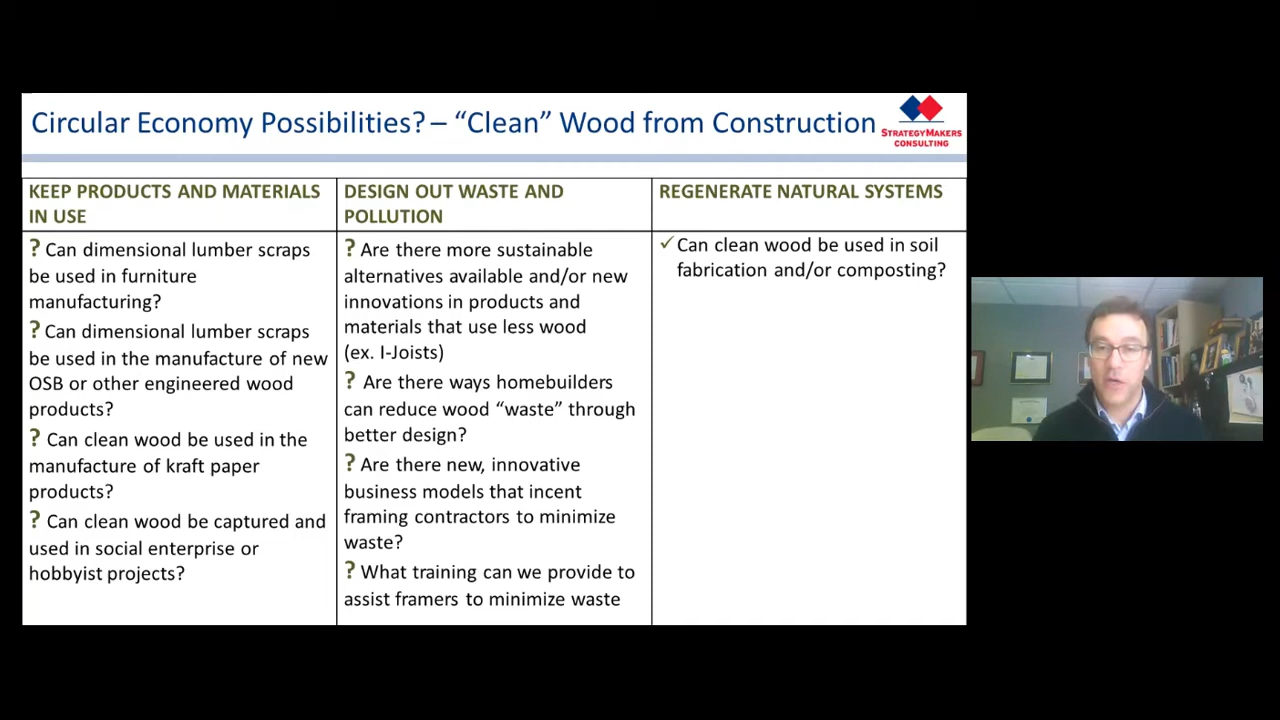 Circular Economy Possibilities? – “Clean” Wood from Construction
STRATEGYMAKERS
CONSULTING
KEEP PRODUCTS AND MATERIALS
IN USE
? Can dimensional lumber scraps
be used in furniture
manufacturing?
? Can dimensional lumber scraps
be used in the manufacture of new
OSB or other engineered wood
products?
? Can clean wood be used in the
manufacture of kraft paper
products?
? Can clean wood be captured and
used in social enterprise or
hobbyist projects?
DESIGN OUT WASTE AND
POLLUTION
? Are there more sustainable
alternatives available and/or new
innovations in products and
materials that use less wood
(ex. I-Joists)
? Are there ways homebuilders
can reduce wood “waste” through
better design?
? Are there new, innovative
business models that incent
framing contractors to minimize
waste?
? What training can we provide to
assist framers to minimize waste
REGENERATE NATURAL SYSTEMS
✓ Can clean wood be used in soil
fabrication and/or composting?